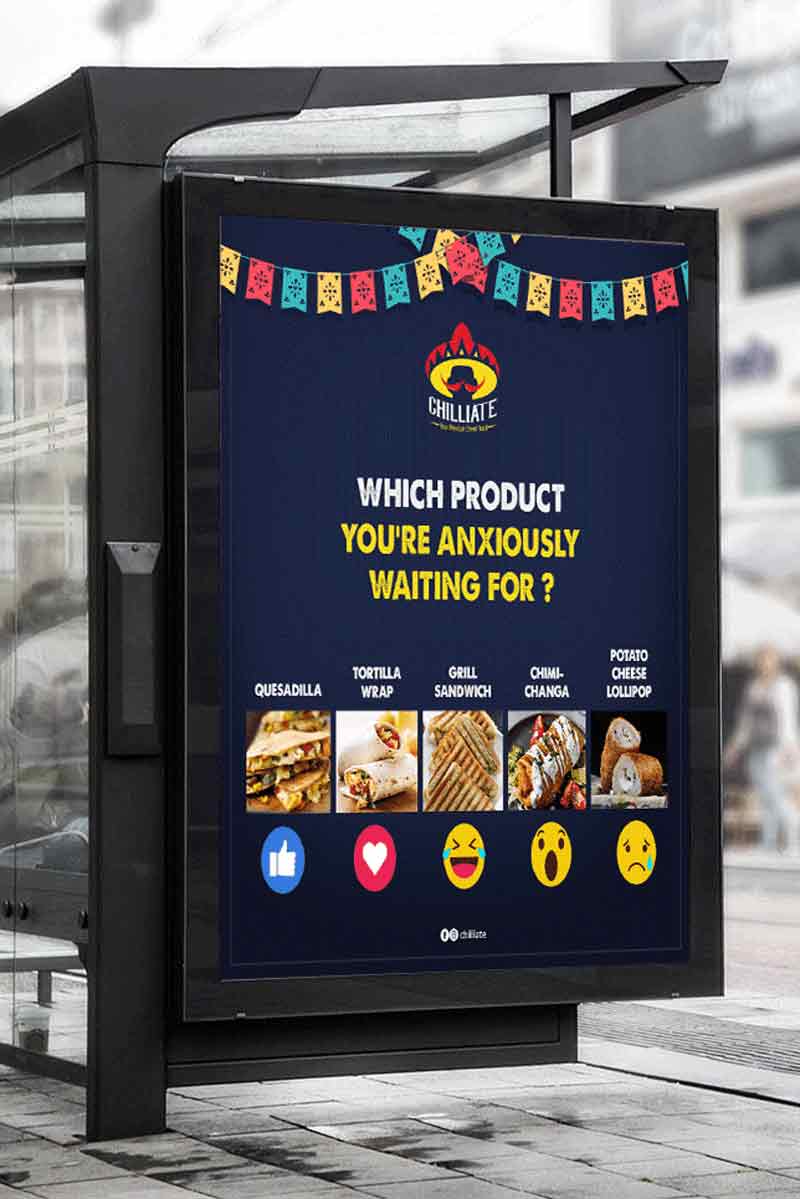 CHILLIATE
WHICH PRODUCT
YOU'RE ANXIOUSLY
WAITING FOR ?
QUESADILLA
TORTILLA
WRAP
GRILL
SANDWICH
CHIMI-
CHANGA
POTATO
CHEESE
LOLLIPOP
chilliate